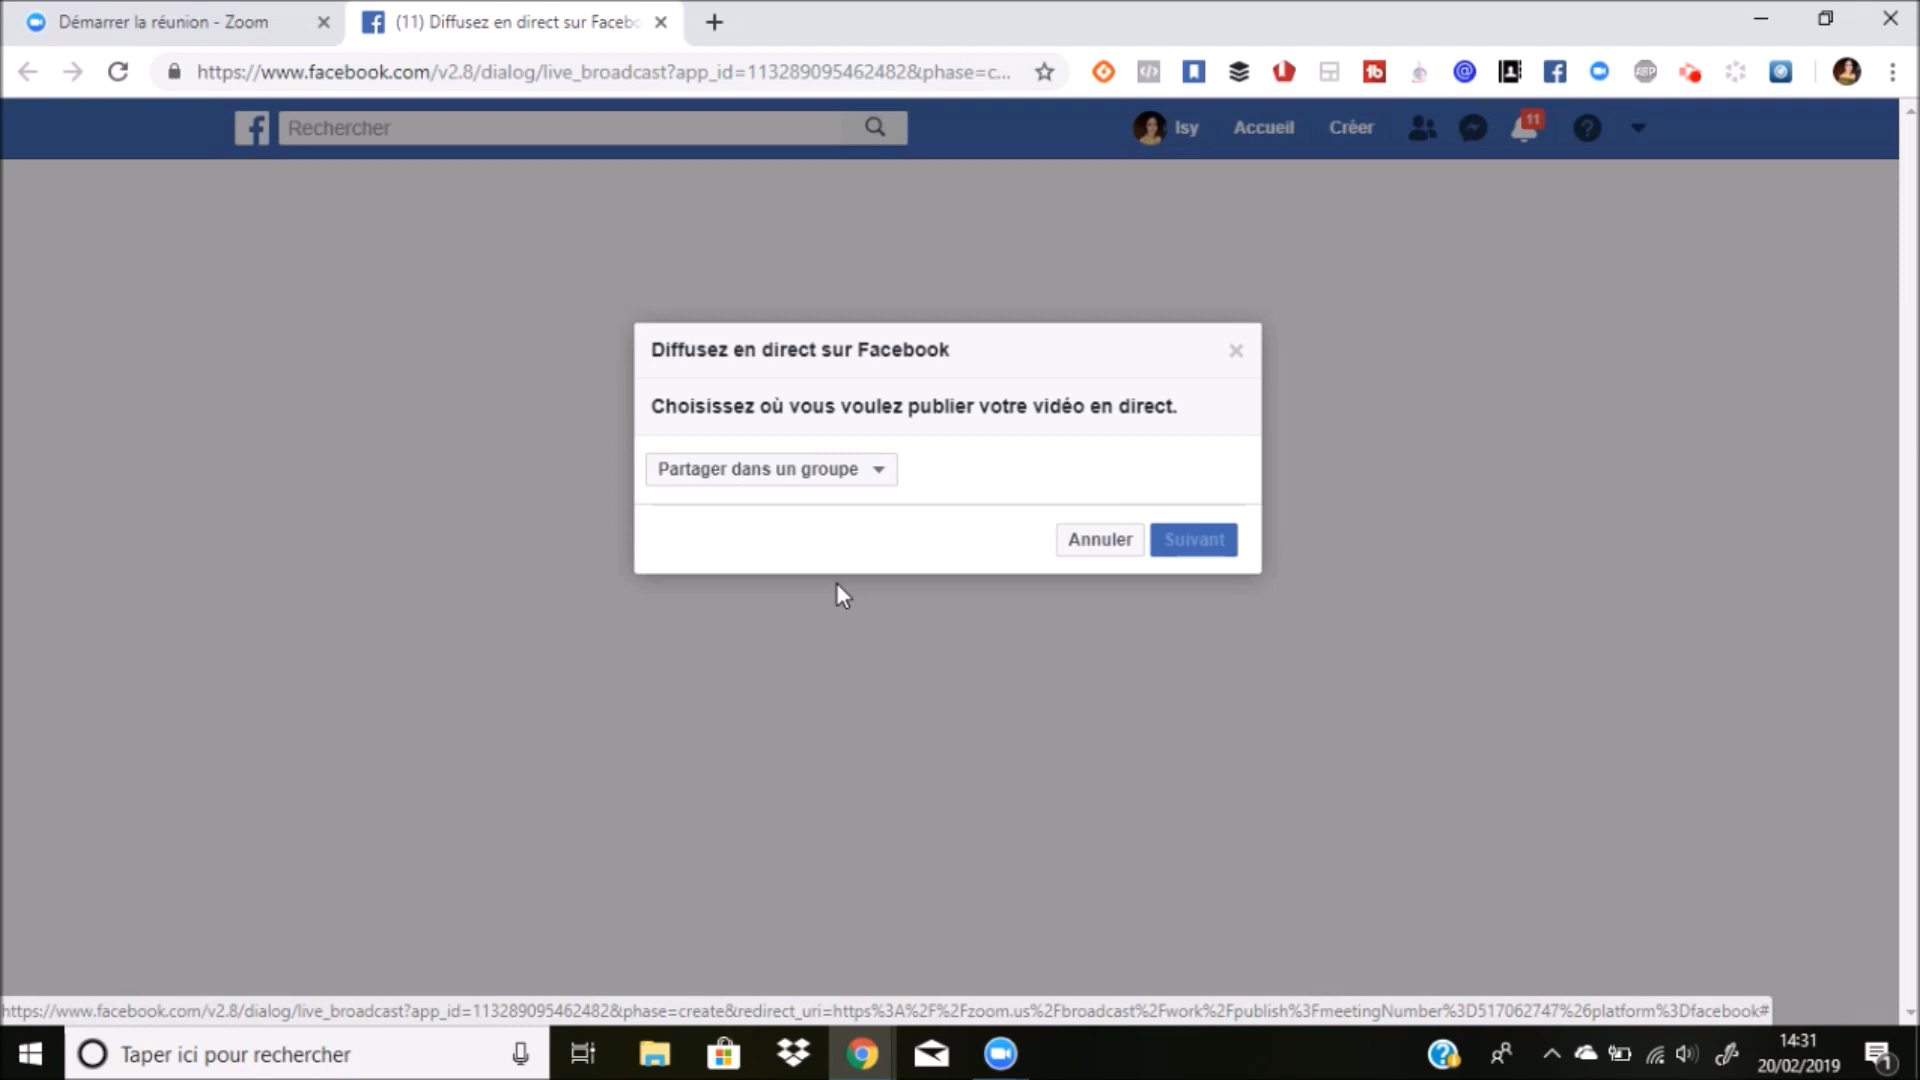 Démarrer la réunion - Zoom
(11) Diffusez en direct sur Facebo
https://www.facebook.com/v2.8/dialog/live_broadcast?app_id=113289095462482&phase=c...
</>
tb
@
ABP
Rechercher
Isy
Accueil
Créer
11
Diffusez en direct sur Facebook
Choisissez où vous voulez publier votre vidéo en direct.
Partager dans un groupe
Annuler
Suivant
https://www.facebook.com/v2.8/dialog/live_broadcast?app_id=113289095462482&phase=create&redirect_uri=https%3A%2F%2Fzoom.us%2Fbroadcast%2Fwork%2Fpublish%3FmeetingNumber%3D517062747%26platform%3Dfacebook#
Taper ici pour rechercher
14:31
20/02/2019
1